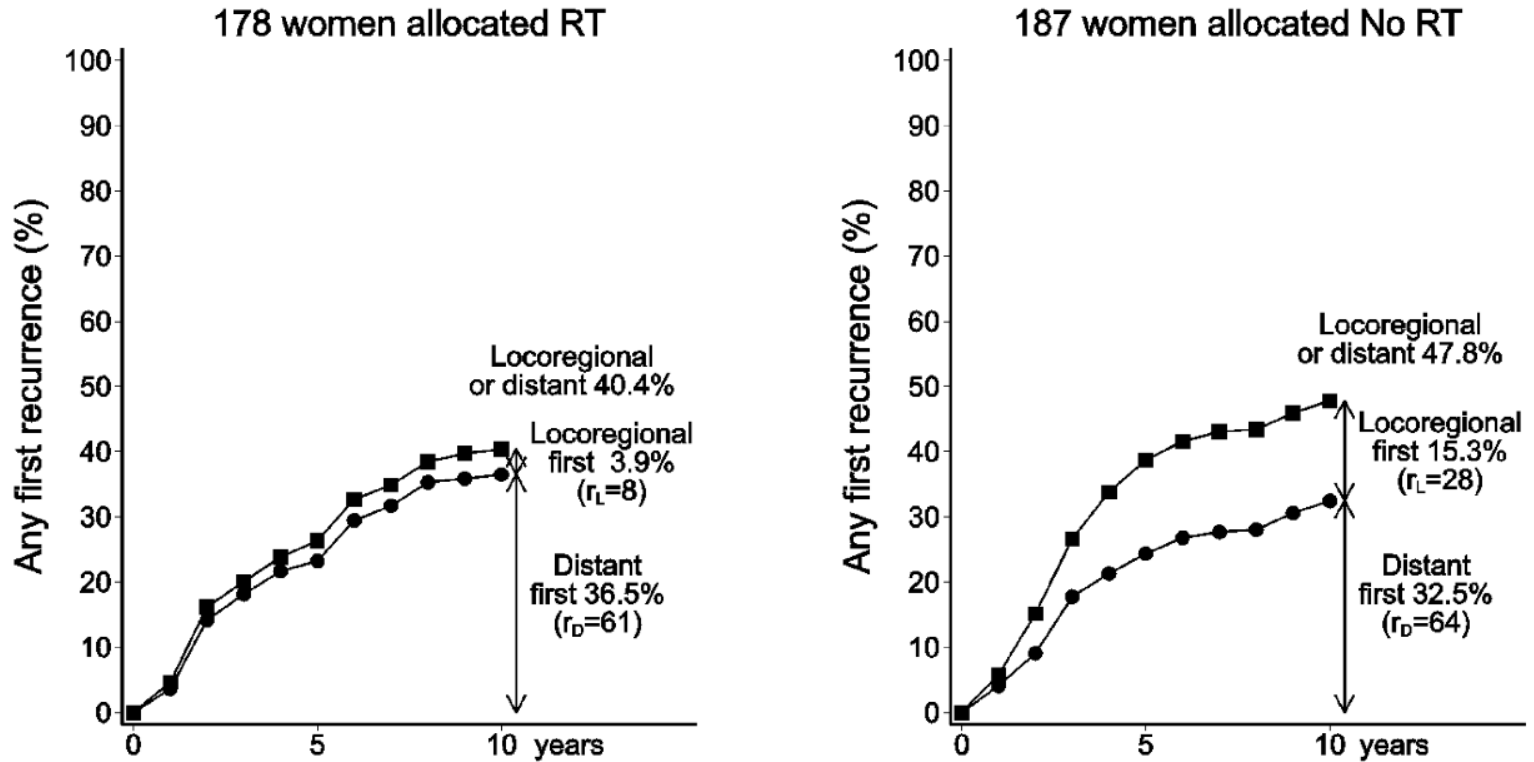 178 women allocated RT
Any first recurrence (%)
100
90
80
70
60
50
40
30
20
10
0
Locoregional
or distant 40.4%
Locoregional
first 3.9%
(rL=8)
Distant
first 36.5%
(rD=61)
0 5 10 years
187 women allocated No RT
Any first recurrence (%)
100
90
80
70
60
50
40
30
20
10
0
Locoregional
or distant 47.8%
Locoregional
first 15.3%
(rL=28)
Distant
first 32.5%
(rD=64)
0 5 10 years